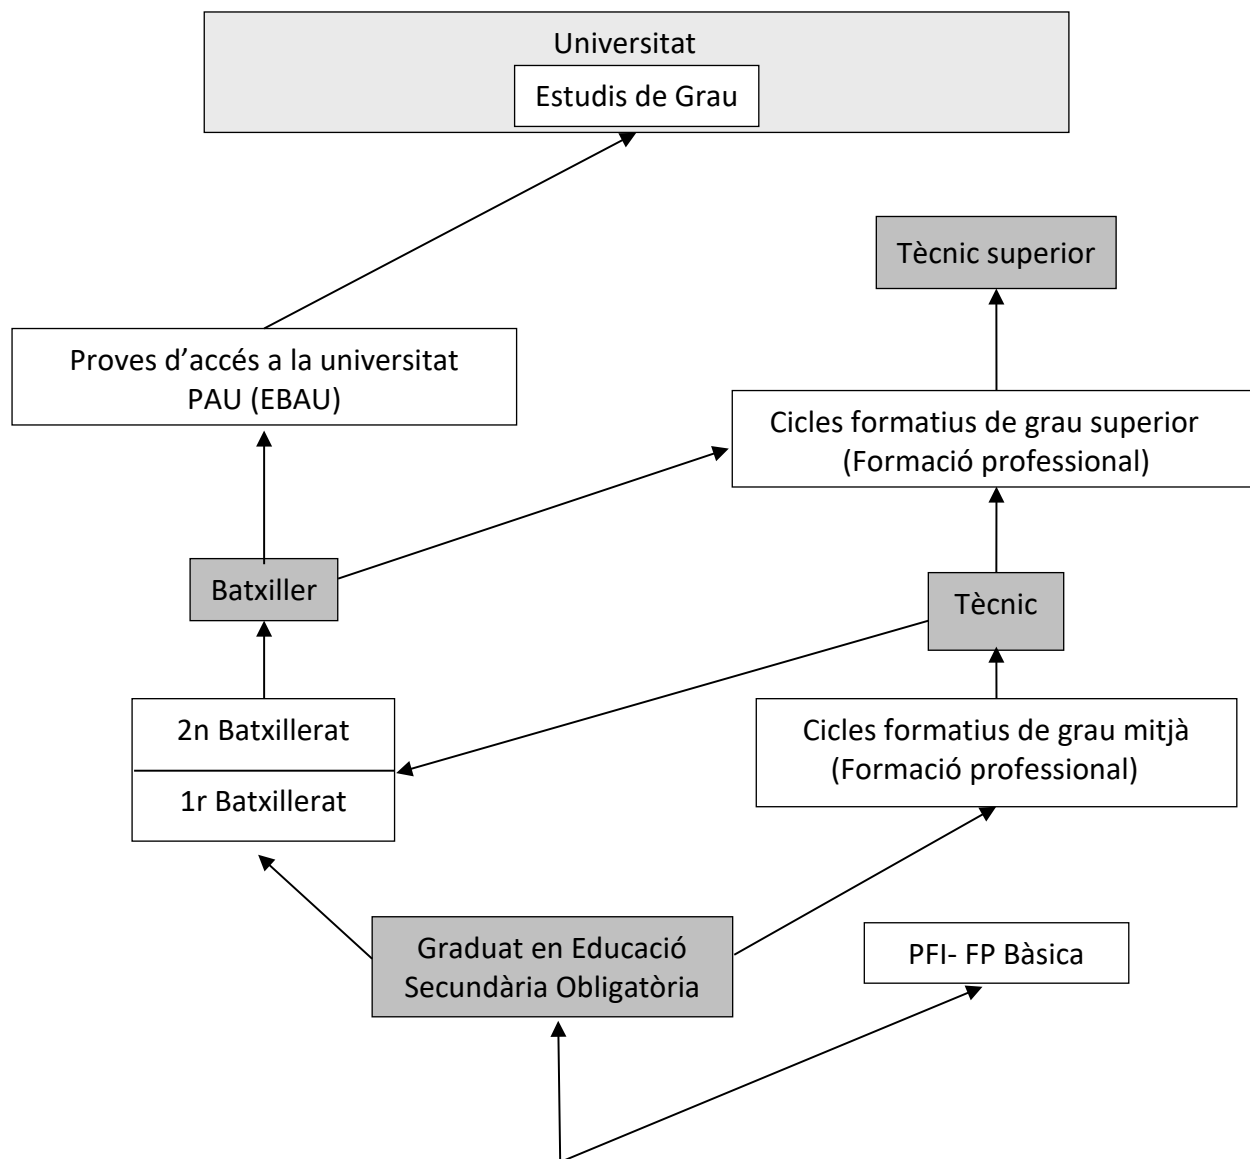 Universitat
Estudis de Grau
Tècnic superior
Proves d’accés a la universitat
PAU (EBAU)
Cicles formatius de grau superior
(Formació professional)
Batxiller
Tècnic
2n Batxillerat
1r Batxillerat
Cicles formatius de grau mitjà
(Formació professional)
Graduat en Educació
Secundària Obligatòria
PFI- FP Bàsica